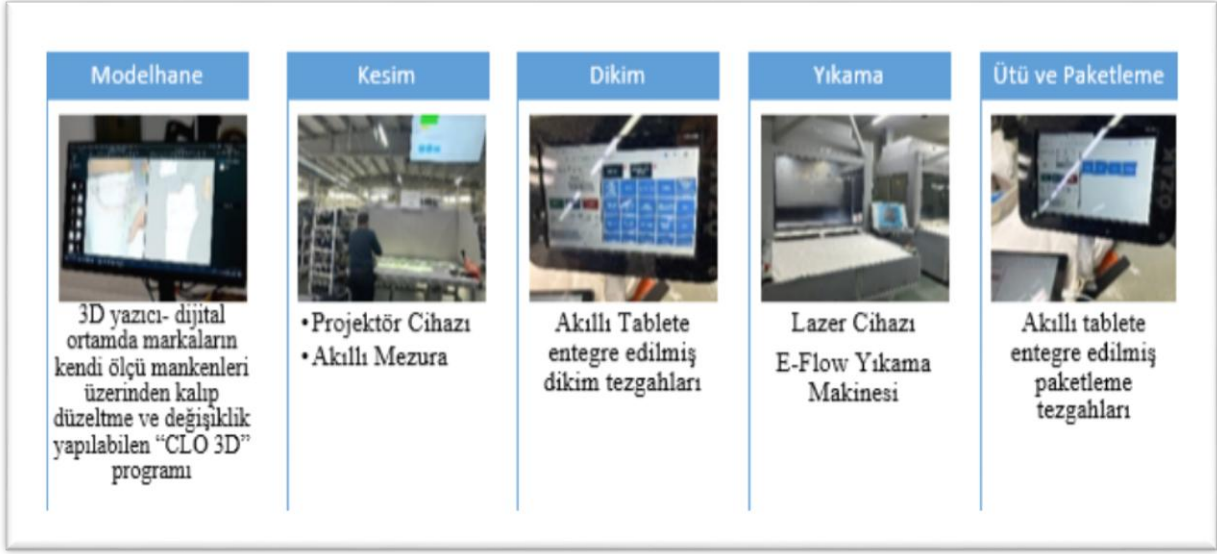 Modelhane
3D yazıcı- dijital
ortamda markaların
kendi ölçü mankenleri
üzerinden kalıp
düzeltme ve değişiklik
yapılabilen “CLO 3D”
programı
Kesim
•Projektör Cihazı
•Akıllı Mezura
Dikim
ÖZAK
Akıllı Tablete
entegre edilmiş
dikim tezgahları
Yıkama
Lazer Cihazı
E-Flow Yıkama
Makinesi
Ütü ve Paketleme
ÖZAK
Akıllı tablete
entegre edilmiş
paketleme
tezgahları